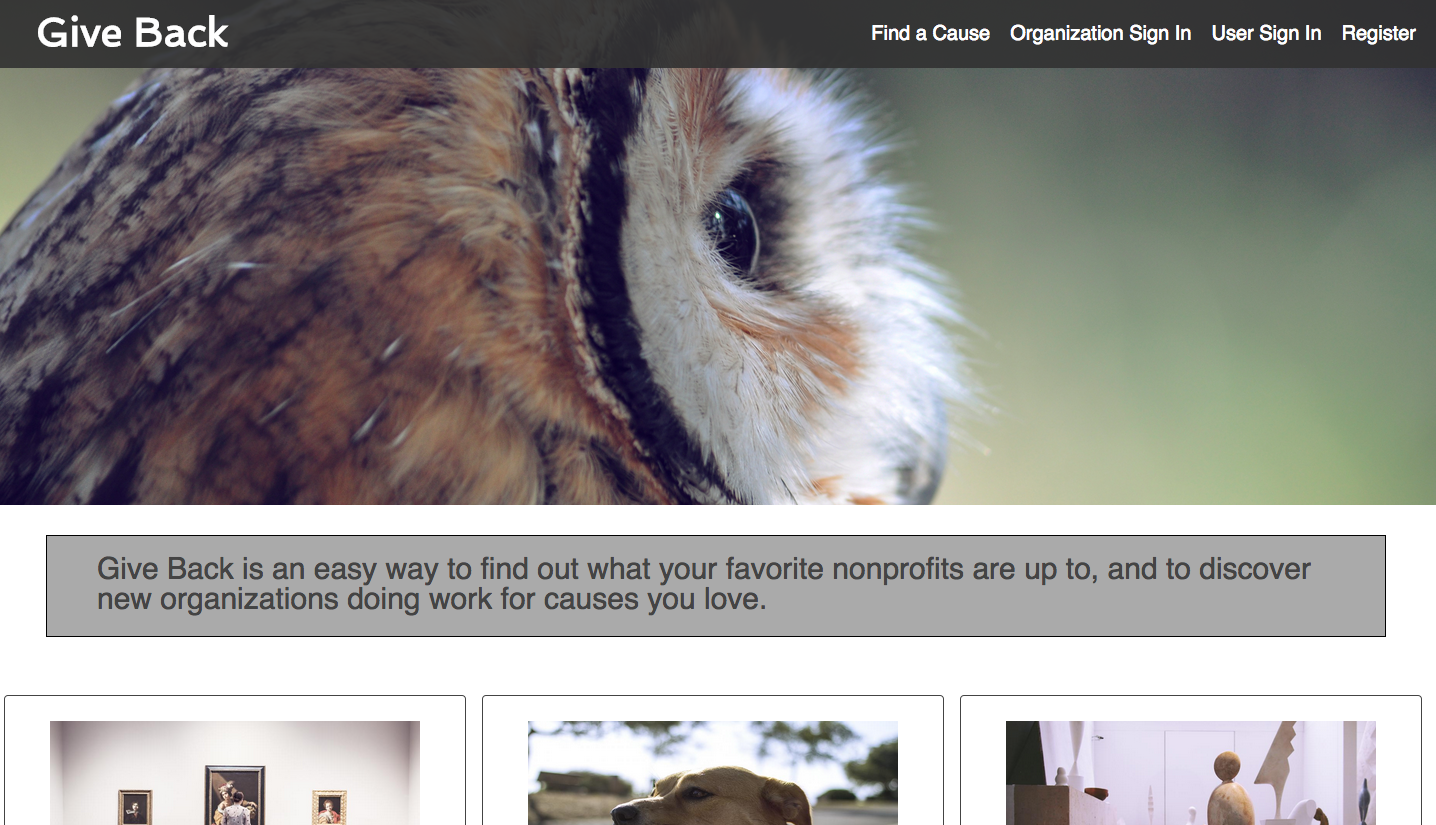 Give Back
Find a Cause Organization Sign In User Sign In Register
Give Back is an easy way to find out what your favorite nonprofits are up to, and to discover
new organizations doing work for causes you love.